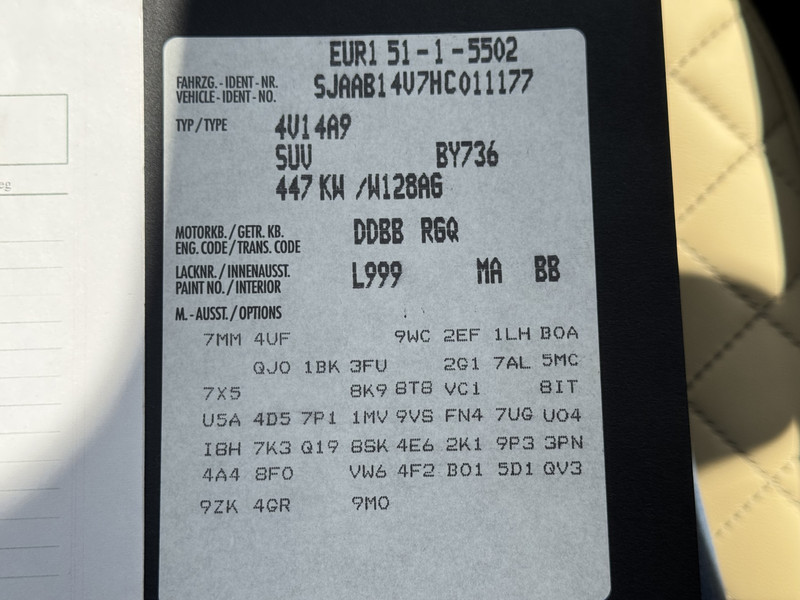 EUR1 51-1-5502
FAHRZG.-IDENT-NR. SJAAB14V7HC011177
VEHICLE-IDENT-NO.
TYP/TYPE 4V14A9
SUV BY736
447 KW /W128AG
MOTORKB./GETR. KB. DDBB RGQ
ENG. CODE/TRANS. CODE
LACKNR./INNENAUSST. L999 MA BB
PAINT NO./INTERIOR
M.-AUSST./OPTIONS
7MM 4UF 9WC 2EF 1LH B0A
QJ0 1BK 3FU 2G1 7AL 5MC
7X5 8K9 8T8 VC1 8IT
U5A 4D5 7P1 1MV 9VS FN4 7UG U04
I8H 7K3 Q19 8SK 4E6 2K1 9P3 3PN
4A4 8F0 VW6 4F2 B01 5D1 QV3
9ZK 4GR 9M0
eg